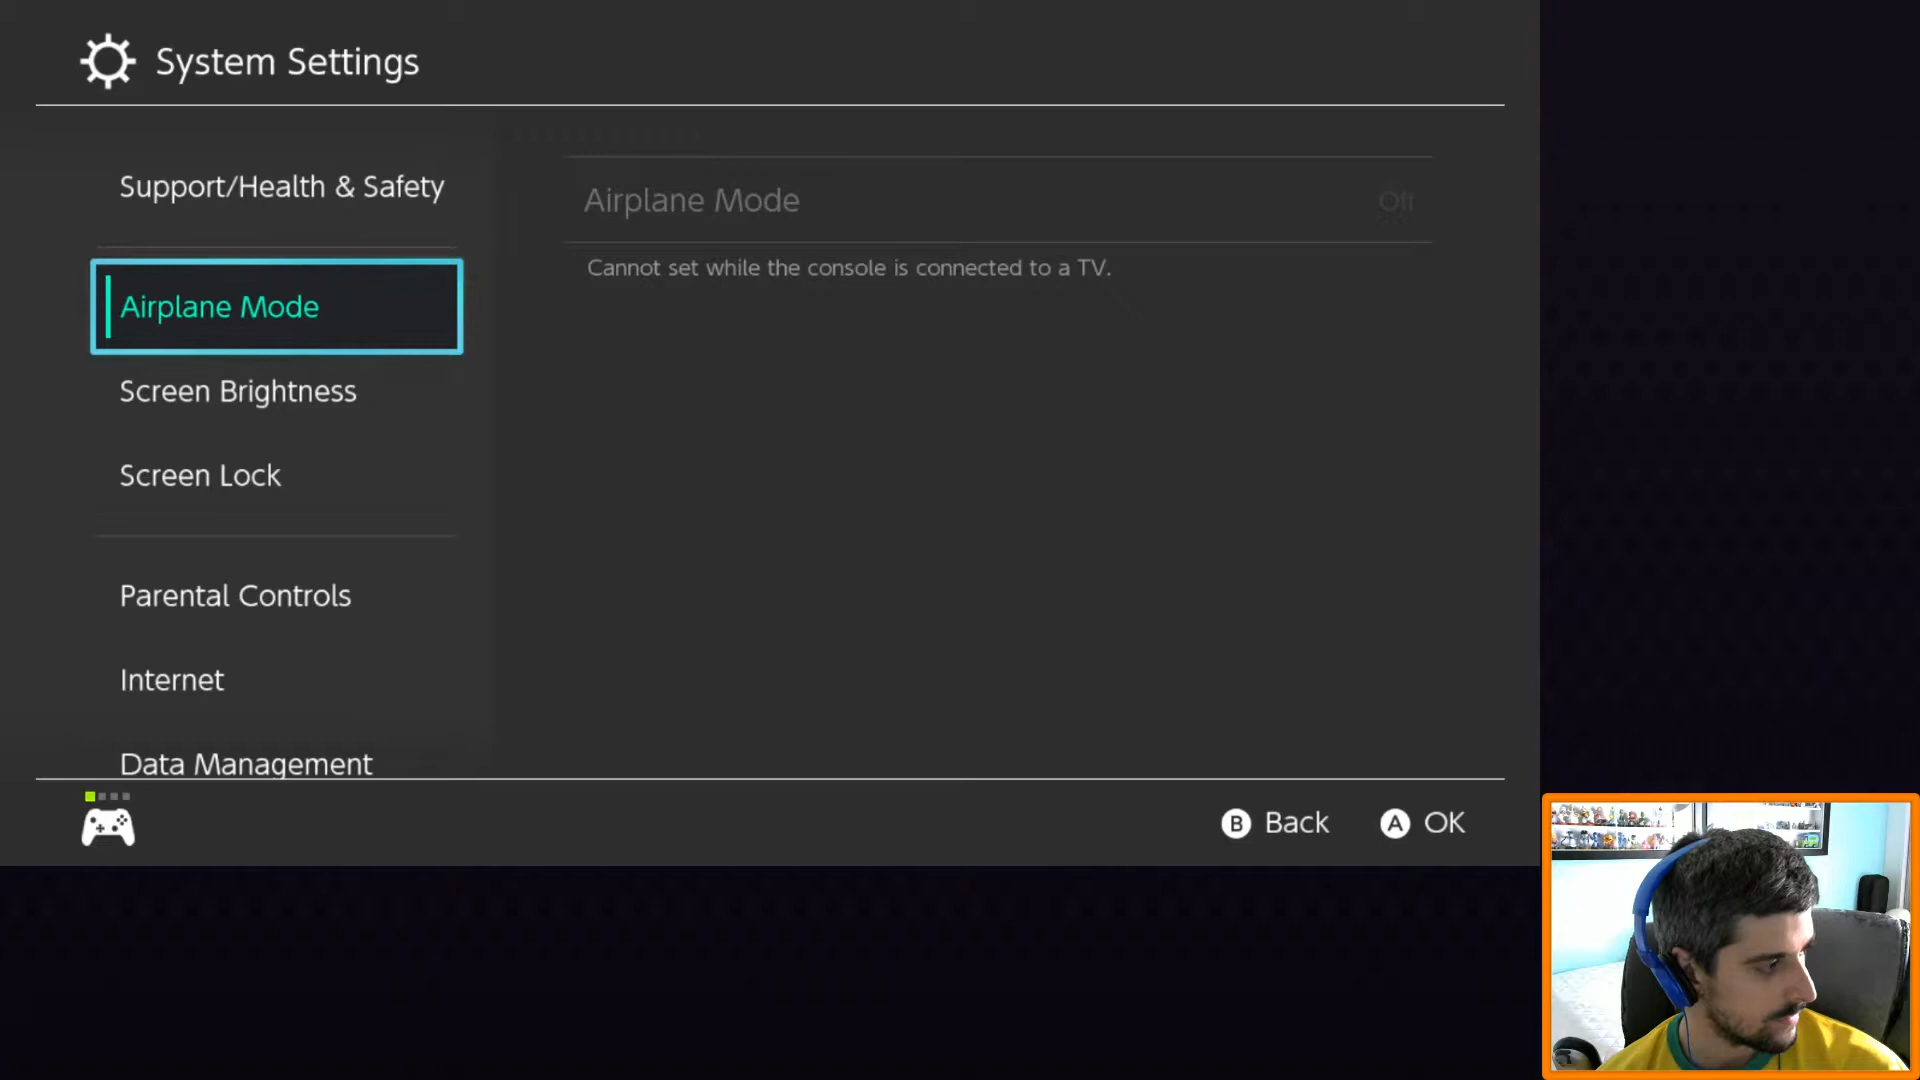 System Settings
Support/Health & Safety
Airplane Mode
Screen Brightness
Screen Lock
Parental Controls
Internet
Data Management
Airplane Mode Off
Cannot set while the console is connected to a TV.
B Back A OK